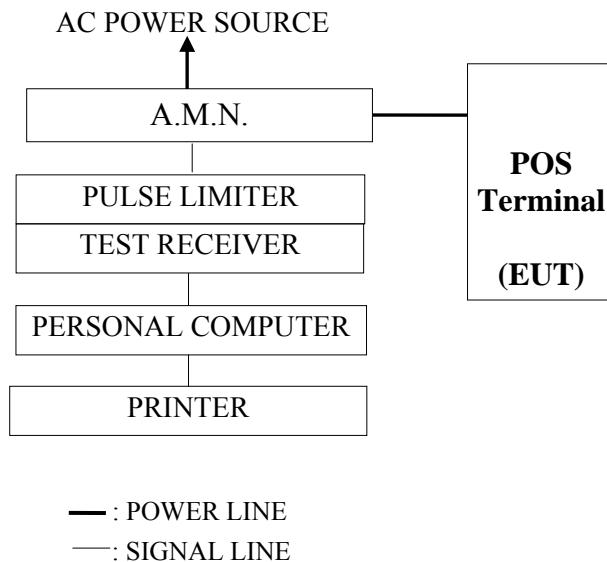 AC POWER SOURCE
A.M.N.
POS
Terminal
(EUT)
PULSE LIMITER
TEST RECEIVER
PERSONAL COMPUTER
PRINTER
: POWER LINE
: SIGNAL LINE